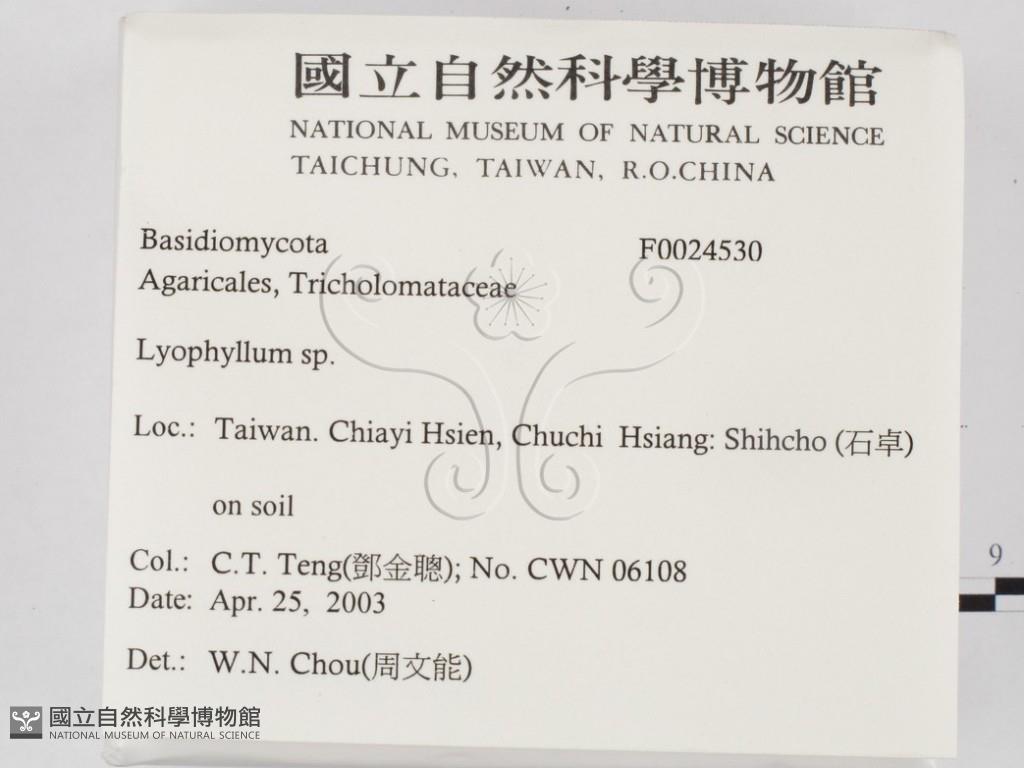 國立自然科學博物館
NATIONAL MUSEUM OF NATURAL SCIENCE
TAICHUNG, TAIWAN, R.O.CHINA
Basidiomycota F0024530
Agaricales, Tricholomataceae
Lyophyllum sp.
Loc.: Taiwan. Chiayi Hsien, Chuchi Hsiang: Shihcho (石卓)
on soil
Col.: C.T. Teng(鄧金聰); No. CWN 06108
Date: Apr. 25, 2003
Det.: W.N. Chou(周文能)
9
國立自然科學博物館
NATIONAL MUSEUM OF NATURAL SCIENCE